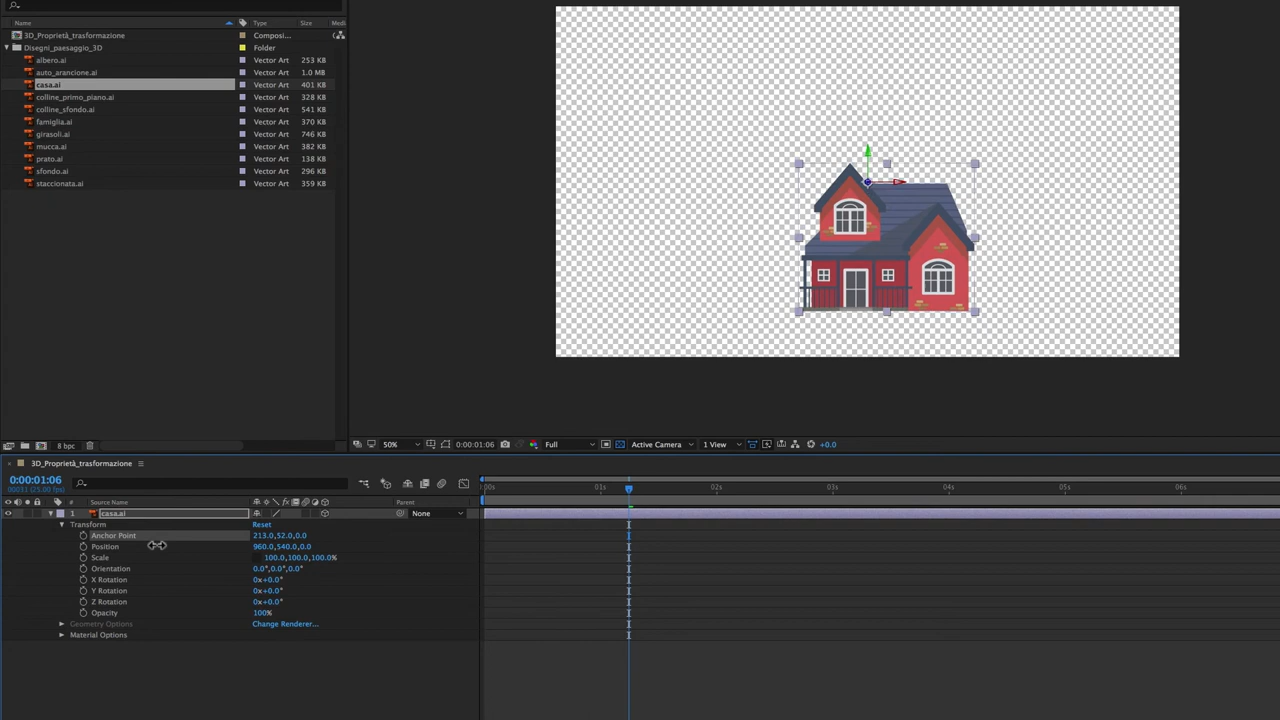 Name Type Size Medi
3D_Proprietà_trasformazione Composi...
Disegni_paesaggio_3D Folder
albero.ai Vector Art 253 KB
auto_arancione.ai Vector Art 1.0 MB
casa.ai Vector Art 401 KB
colline_primo_piano.ai Vector Art 328 KB
colline_sfondo.ai Vector Art 541 KB
famiglia.ai Vector Art 370 KB
girasoli.ai Vector Art 746 KB
mucca.ai Vector Art 382 KB
prato.ai Vector Art 138 KB
sfondo.ai Vector Art 296 KB
staccionata.ai Vector Art 359 KB
8 bpc
50% 0:00:01:06 Full Active Camera 1 View +0.0
3D_Proprietà_trasformazione
0:00:01:06
00031 (25.00 fps)
:00s 01s 02s 03s 04s 05s 06s
# Source Name Parent
1 casa.ai None
Transform Reset
Anchor Point 213.0,52.0,0.0
Position 960.0,540.0,0.0
Scale 100.0,100.0,100.0%
Orientation 0.0°,0.0°,0.0°
X Rotation 0x+0.0°
Y Rotation 0x+0.0°
Z Rotation 0x+0.0°
Opacity 100%
Geometry Options Change Renderer...
Material Options